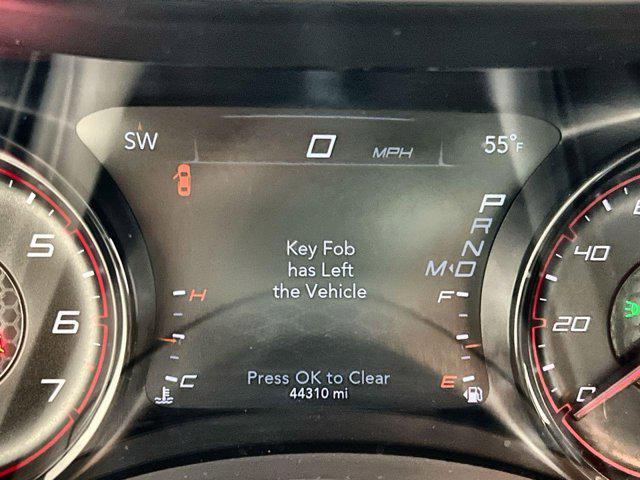 SW 0 MPH 55°F
P
R
N
M D
Key Fob
has Left
the Vehicle
H F
C E
Press OK to Clear
44310 mi
5
6
7
40
20